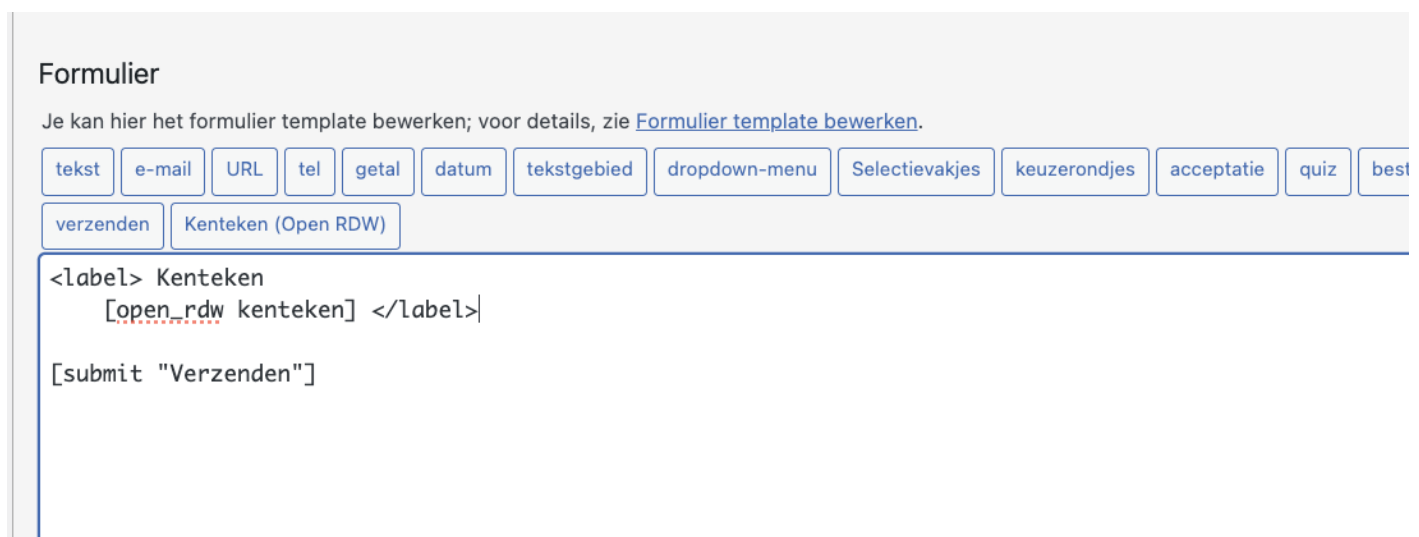 Formulier
Je kan hier het formulier template bewerken; voor details, zie Formulier template bewerken.
tekst e-mail URL tel getal datum tekstgebied dropdown-menu Selectievakjes keuzerondjes acceptatie quiz best
verzenden Kenteken (Open RDW)
<label> Kenteken
    [open_rdw kenteken] </label>
[submit "Verzenden"]